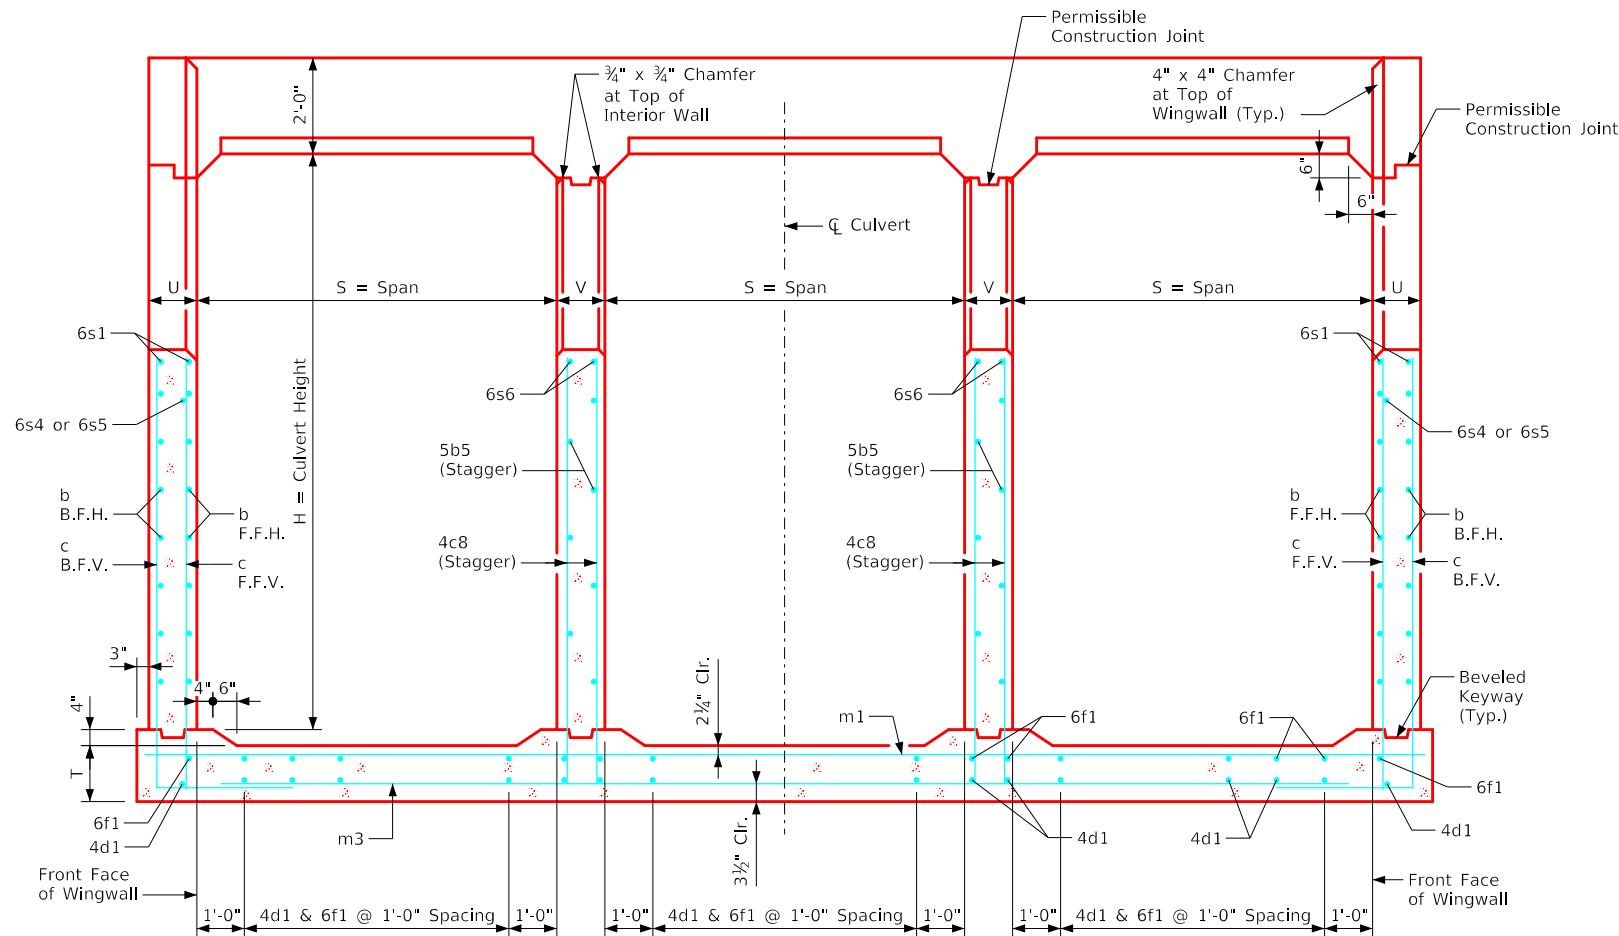 Permissible
Construction Joint
¾" x ¾" Chamfer
at Top of
Interior Wall
4" x 4" Chamfer
at Top of
Wingwall (Typ.)
Permissible
Construction Joint
2'-0"
6"
6"
℄ Culvert
U
S = Span
V
S = Span
V
S = Span
U
H = Culvert Height
6s1
6s1
6s6
6s6
6s4 or 6s5
6s4 or 6s5
5b5
(Stagger)
5b5
(Stagger)
b
B.F.H.
b
F.F.H.
b
F.F.H.
b
B.F.H.
c
B.F.V.
c
F.F.V.
4c8
(Stagger)
4c8
(Stagger)
c
F.F.V.
c
B.F.V.
3"
4"
6"
4"
T
2¼" Clr.
m1
6f1
6f1
Beveled
Keyway
(Typ.)
6f1
4d1
m3
3½" Clr.
4d1
4d1
6f1
4d1
Front Face
of Wingwall
Front Face
of Wingwall
1'-0"
4d1 & 6f1 @ 1'-0" Spacing
1'-0"
1'-0"
4d1 & 6f1 @ 1'-0" Spacing
1'-0"
1'-0"
4d1 & 6f1 @ 1'-0" Spacing
1'-0"